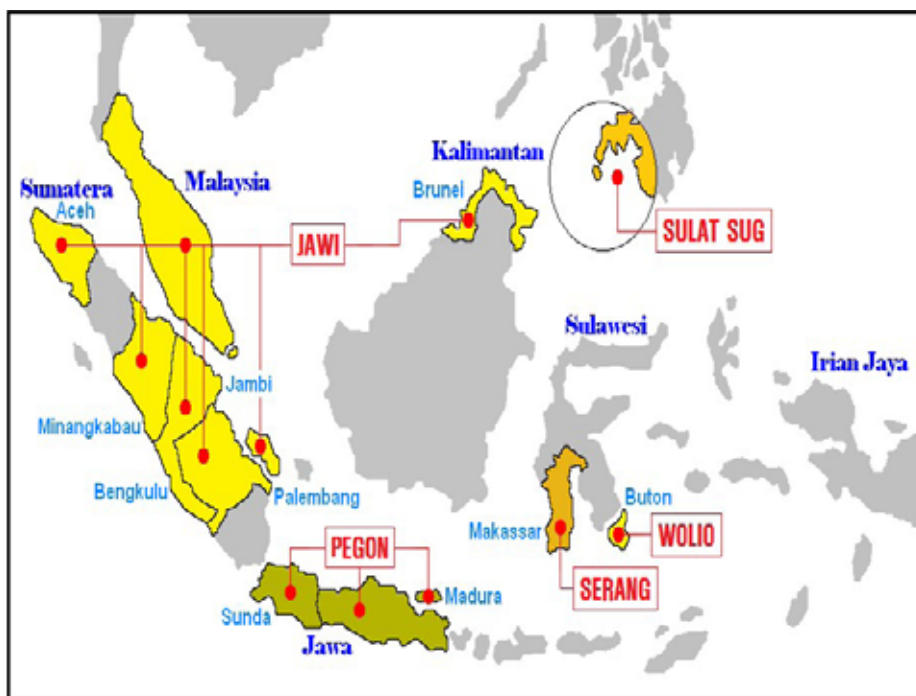 Kalimantan
Sumatera
Malaysia
Brunei
Aceh
JAWI
SULAT SUG
Sulawesi
Irian Jaya
Jambi
Minangkabau
Bengkulu
Palembang
Buton
Makassar
WOLIO
PEGON
SERANG
Madura
Sunda
Jawa